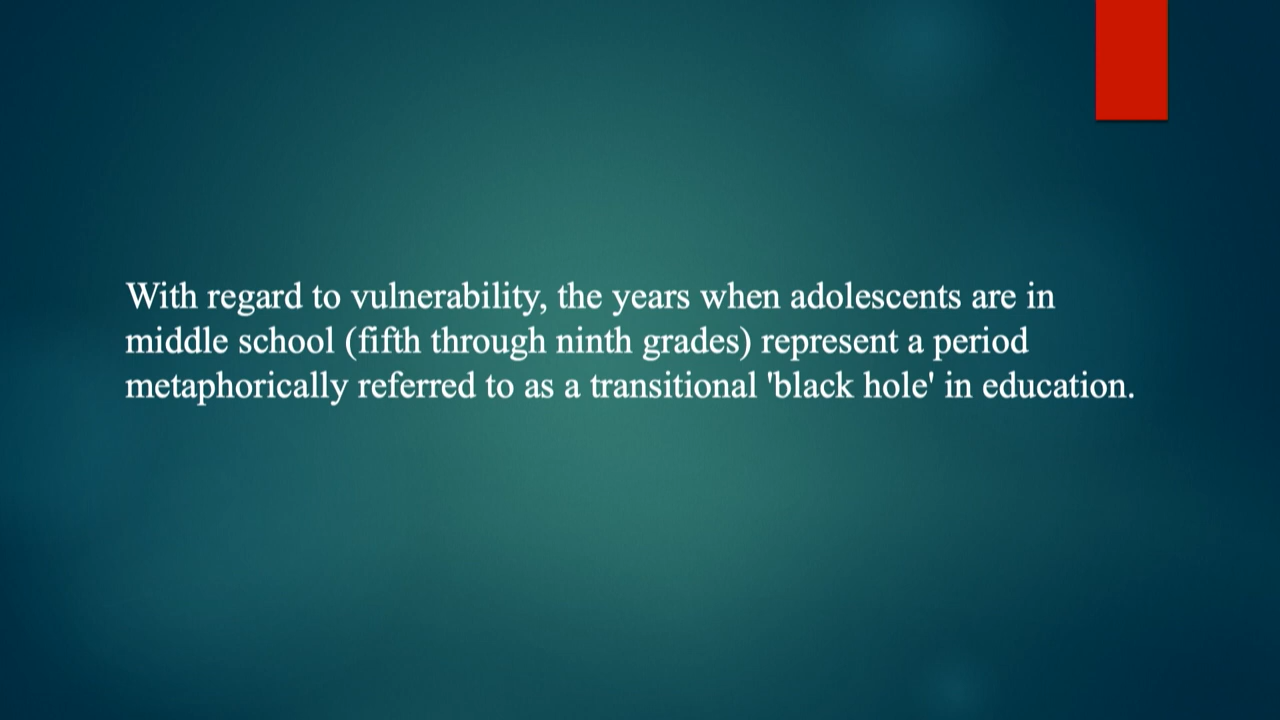 With regard to vulnerability, the years when adolescents are in
middle school (fifth through ninth grades) represent a period
metaphorically referred to as a transitional 'black hole' in education.